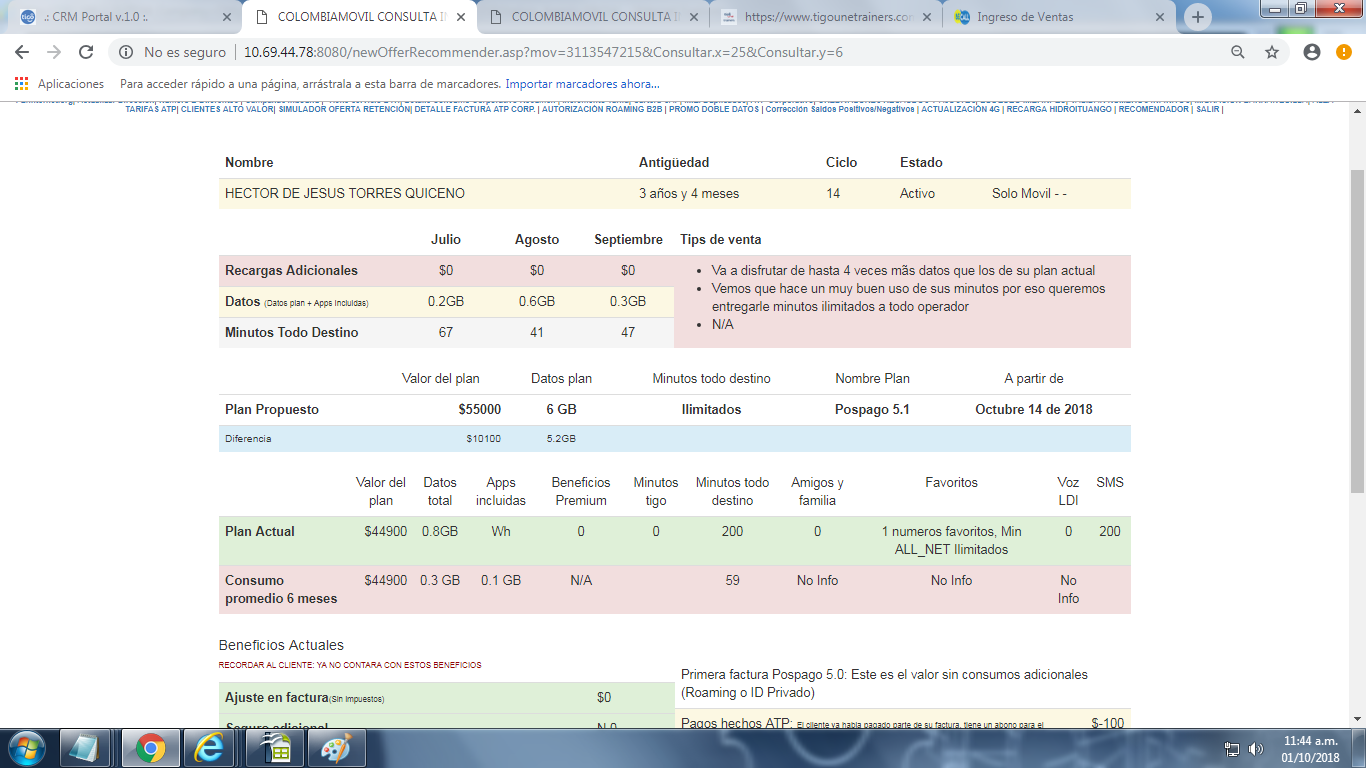 .: CRM Portal v.1.0 :.
COLOMBIAMOVIL CONSULTA IN
COLOMBIAMOVIL CONSULTA IN
https://www.tigounetrainers.co
Ingreso de Ventas
No es seguro | 10.69.44.78:8080/newOfferRecommender.asp?mov=3113547215&Consultar.x=25&Consultar.y=6
Aplicaciones Para acceder rápido a una página, arrástrala a esta barra de marcadores. Importar marcadores ahora...
TARIFAS ATP| CLIENTES ALTO VALOR| SIMULADOR OFERTA RETENCIÓN| DETALLE FACTURA ATP CORP. | AUTORIZACIÓN ROAMING B2B | PROMO DOBLE DATOS | Corrección Saldos Positivos/Negativos | ACTUALIZACIÓN 4G | RECARGA HIDROITUANGO | RECOMENDADOR | SALIR |
Nombre Antigüedad Ciclo Estado
HECTOR DE JESUS TORRES QUICENO 3 años y 4 meses 14 Activo Solo Movil - -
Julio Agosto Septiembre Tips de venta
Recargas Adicionales $0 $0 $0
Datos (Datos plan + Apps Incluidas) 0.2GB 0.6GB 0.3GB
Minutos Todo Destino 67 41 47
• Va a disfrutar de hasta 4 veces mãs datos que los de su plan actual
• Vemos que hace un muy buen uso de sus minutos por eso queremos
entregarle minutos ilimitados a todo operador
• N/A
Valor del plan Datos plan Minutos todo destino Nombre Plan A partir de
Plan Propuesto $55000 6 GB Ilimitados Pospago 5.1 Octubre 14 de 2018
Diferencia $10100 5.2GB
Valor del plan Datos total Apps incluidas Beneficios Premium Minutos tigo Minutos todo destino Amigos y familia Favoritos Voz LDI SMS
Plan Actual $44900 0.8GB Wh 0 0 200 0 1 numeros favoritos, Min ALL_NET Ilimitados 0 200
Consumo promedio 6 meses $44900 0.3 GB 0.1 GB N/A 59 No Info No Info No Info
Beneficios Actuales
RECORDAR AL CLIENTE: YA NO CONTARA CON ESTOS BENEFICIOS
Ajuste en factura(Sin Impuestos) $0
Seguro adicional
Primera factura Pospago 5.0: Este es el valor sin consumos adicionales
(Roaming o ID Privado)
Pagos hechos ATP: El cliente ya habia pagado parte de su factura, tiene un abono para el $-100
11:44 a.m.
01/10/2018